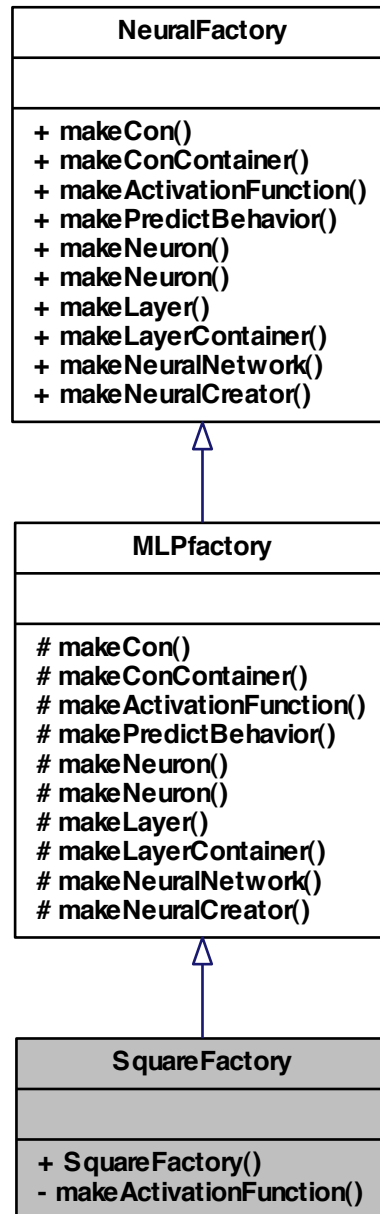 NeuralFactory
+ makeCon()
+ makeConContainer()
+ makeActivationFunction()
+ makePredictBehavior()
+ makeNeuron()
+ makeNeuron()
+ makeLayer()
+ makeLayerContainer()
+ makeNeuralNetwork()
+ makeNeuralCreator()
MLPfactory
# makeCon()
# makeConContainer()
# makeActivationFunction()
# makePredictBehavior()
# makeNeuron()
# makeNeuron()
# makeLayer()
# makeLayerContainer()
# makeNeuralNetwork()
# makeNeuralCreator()
SquareFactory
+ SquareFactory()
- makeActivationFunction()